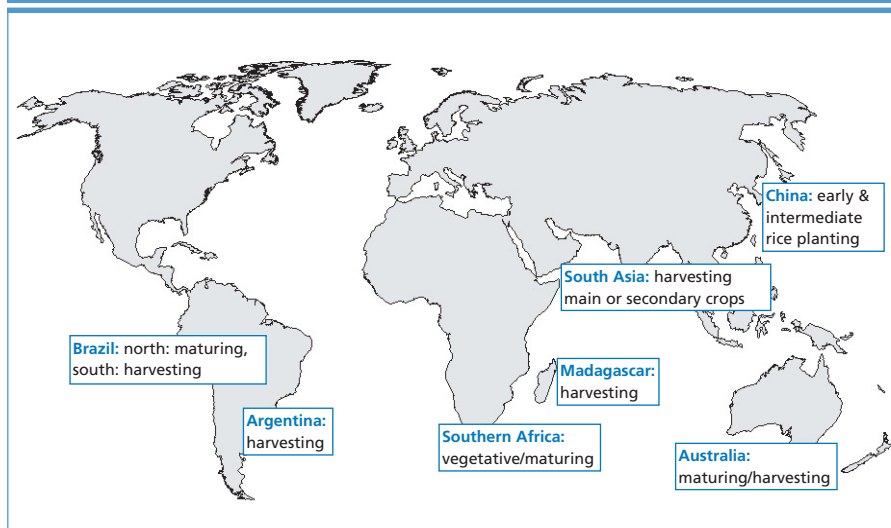 China: early &
intermediate
rice planting
South Asia: harvesting
main or secondary crops
Brazil: north: maturing,
south: harvesting
Madagascar:
harvesting
Argentina:
harvesting
Southern Africa:
vegetative/maturing
Australia:
maturing/harvesting